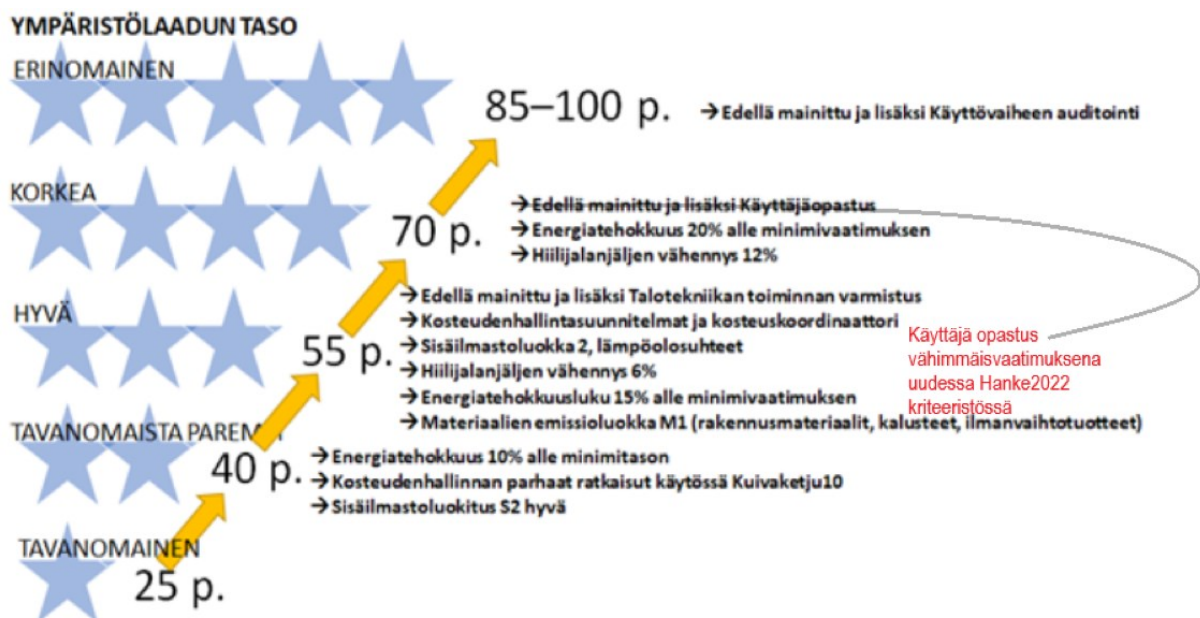 YMPÄRISTÖLAADUN TASO
ERINOMAINEN
85–100 p.
→Edellä mainittu ja lisäksi Käyttövaiheen auditointi
KORKEA
70 p.
→Edellä mainittu ja lisäksi Käyttäjäopastus
→Energiatehokkuus 20% alle minimivaatimuksen
→Hiilijalanjäljen vähennys 12%
HYVÄ
55 p.
→Edellä mainittu ja lisäksi Talotekniikan toiminnan varmistus
→Kosteudenhallintasuunnitelmat ja kosteuskoordinaattori
→Sisäilmastoluokka 2, lämpöolosuhteet
→Hiilijalanjäljen vähennys 6%
→Energiatehokkuusluku 15% alle minimivaatimuksen
→Materiaalien emissioluokka M1 (rakennusmateriaalit, kalusteet, ilmanvaihtotuotteet)
Käyttäjä opastus
vähimmäisvaatimuksena
uudessa Hanke2022
kriteeristössä
TAVANOMAISTA
40 p.
→Energiatehokkuus 10% alle minimitason
→Kosteudenhallinnan parhaat ratkaisut käytössä Kuivaketju10
→Sisäilmastoluokitus S2 hyvä
TAVANOMAINEN
25 p.